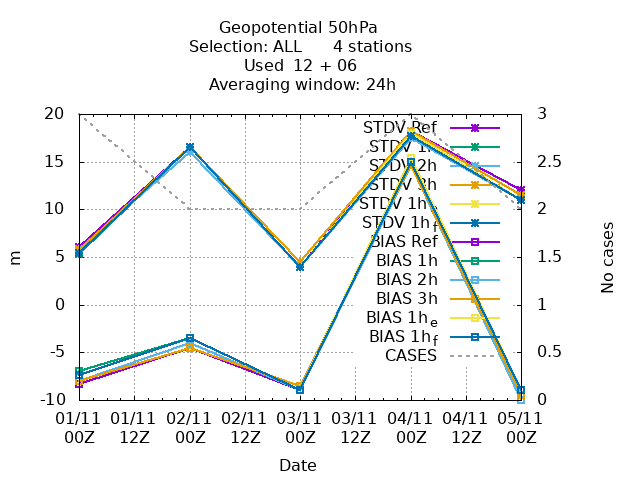 Geopotential 50hPa
Selection: ALL 4 stations
Used 12 + 06
Averaging window: 24h
20
15
10
5
0
-5
-10
m
3
2.5
2
1.5
1
0.5
0
No cases
STDV Ref
STDV 1h
STDV 2h
STDV 3h
STDV 1h e
STDV 1h f
BIAS Ref
BIAS 1h
BIAS 2h
BIAS 3h
BIAS 1h e
BIAS 1h f
CASES
01/11 01/11 02/11 02/11 03/11 03/11 04/11 04/11 05/11
00Z 12Z 00Z 12Z 00Z 12Z 00Z 12Z 00Z
Date